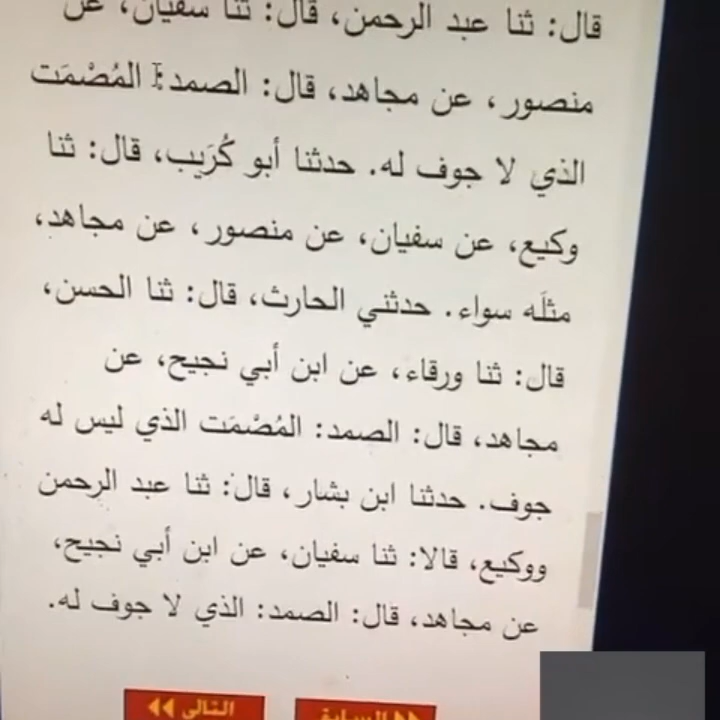 قال: ثنا عبد الرحمن، قال: ثنا سفيان، عن
منصور، عن مجاهد، قال: الصمد: المُصْمَت
الذي لا جوف له. حدثنا أبو كُرَيب، قال: ثنا
وكيع، عن سفيان، عن منصور، عن مجاهد،
مثلَه سواء. حدثني الحارث، قال: ثنا الحسن،
قال: ثنا ورقاء، عن ابن أبي نجيح، عن
مجاهد، قال: الصمد: المُصْمَت الذي ليس له
جوف. حدثنا ابن بشار، قال: ثنا عبد الرحمن
ووكيع، قالا: ثنا سفيان، عن ابن أبي نجيح،
عن مجاهد، قال: الصمد: الذي لا جوف له.
السابق التالى